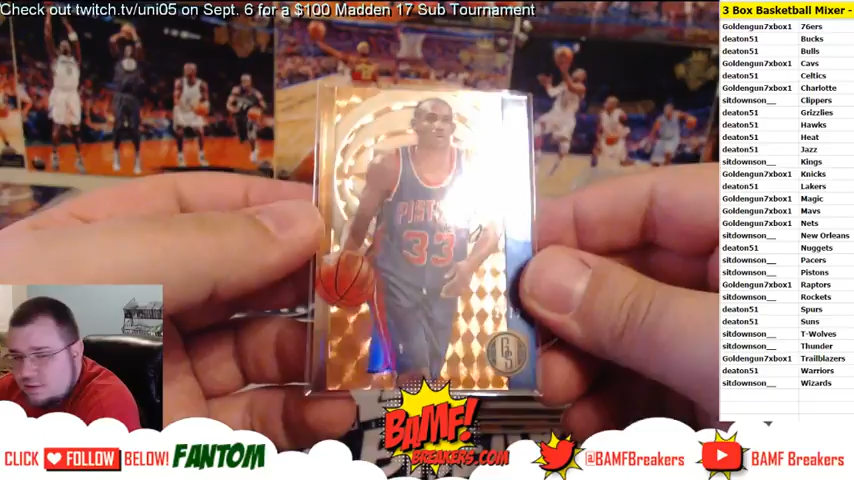 Check out twitch.tv/uni05 on Sept. 6 for a $100 Madden 17 Sub Tournament
3 Box Basketball Mixer -
Goldengun7xbox1 76ers
deaton51 Bucks
deaton51 Bulls
Goldengun7xbox1 Cavs
deaton51 Celtics
Goldengun7xbox1 Charlotte
sitdownson__ Clippers
deaton51 Grizzlies
deaton51 Hawks
deaton51 Heat
deaton51 Jazz
sitdownson__ Kings
Goldengun7xbox1 Knicks
deaton51 Lakers
Goldengun7xbox1 Magic
Goldengun7xbox1 Mavs
Goldengun7xbox1 Nets
sitdownson__ New Orleans
deaton51 Nuggets
sitdownson__ Pacers
sitdownson__ Pistons
Goldengun7xbox1 Raptors
sitdownson__ Rockets
deaton51 Spurs
deaton51 Suns
sitdownson__ T-Wolves
sitdownson__ Thunder
Goldengun7xbox1 Trailblazers
deaton51 Warriors
sitdownson__ Wizards
33
GS
CLICK FOLLOW BELOW! FANTOM
BAMF!
BREAKERS.COM
@BAMFBreakers
BAMF Breakers